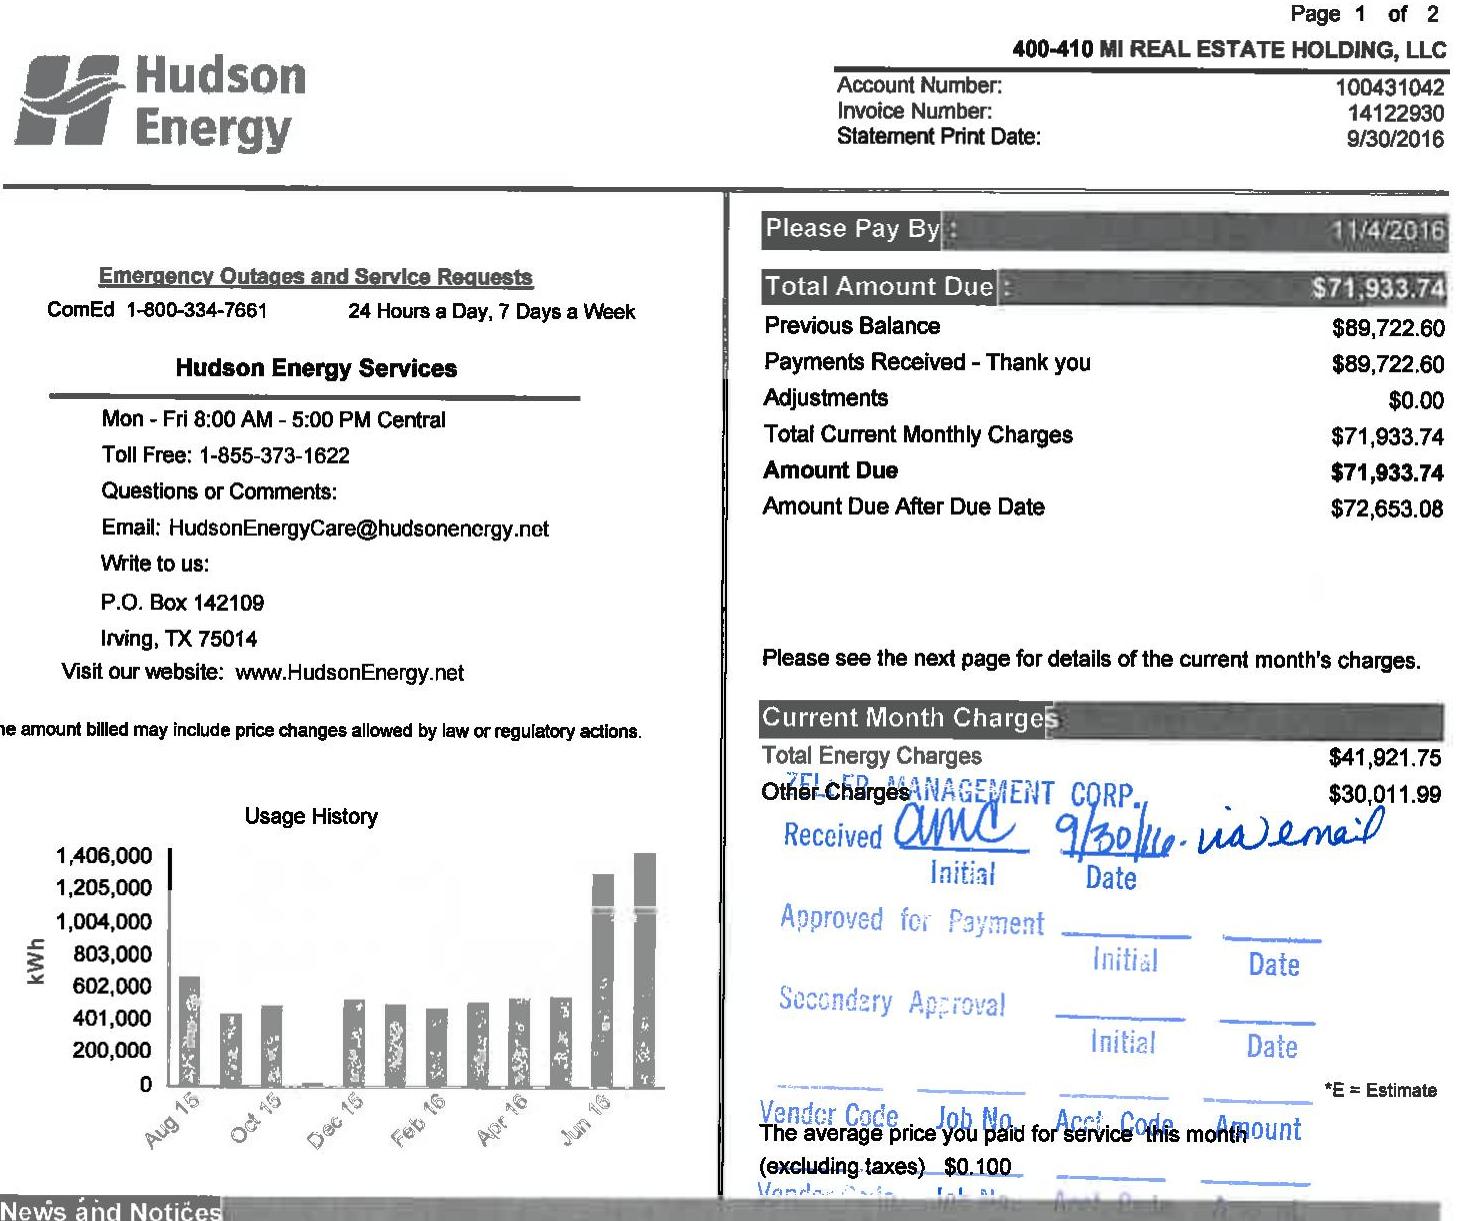 Page 1 of 2
400-410 MI REAL ESTATE HOLDING, LLC
Hudson
Energy
Account Number: 100431042
Invoice Number: 14122930
Statement Print Date: 9/30/2016
Please Pay By : 11/4/2016
Total Amount Due : $71,933.74
Previous Balance $89,722.60
Payments Received - Thank you $89,722.60
Adjustments $0.00
Total Current Monthly Charges $71,933.74
Amount Due $71,933.74
Amount Due After Due Date $72,653.08
Please see the next page for details of the current month's charges.
Emergency Outages and Service Requests
ComEd 1-800-334-7661 24 Hours a Day, 7 Days a Week
Hudson Energy Services
Mon - Fri 8:00 AM - 5:00 PM Central
Toll Free: 1-855-373-1622
Questions or Comments:
Email: HudsonEnergyCare@hudsonenergy.net
Write to us:
P.O. Box 142109
Irving, TX 75014
Visit our website: www.HudsonEnergy.net
he amount billed may include price changes allowed by law or regulatory actions.
Usage History
kWh
1,406,000
1,205,000
1,004,000
803,000
602,000
401,000
200,000
0
Aug 15 Oct 15 Dec 15 Feb 16 Apr 16 Jun 16
Current Month Charges
Total Energy Charges $41,921.75
Other Charges $30,011.99
ZELLER MANAGEMENT CORP.
Received amc 9/30/16. via email
Initial Date
Approved for Payment
Initial Date
Secondary Approval
Initial Date
*E = Estimate
Vendor Code Job No. Acct. Code Amount
The average price you paid for service this month
(excluding taxes) $0.100
News and Notices